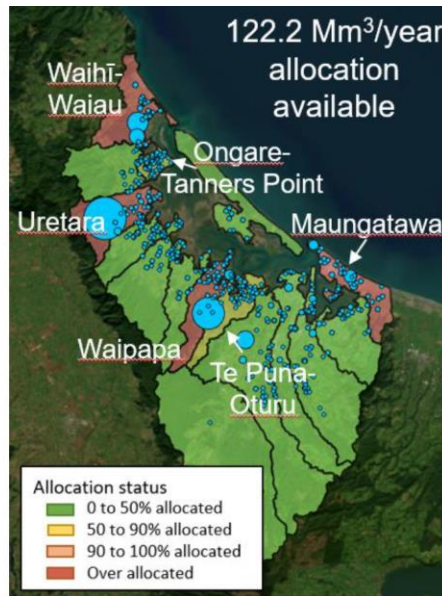 122.2 Mm³/year
allocation
available
Waihī-
Waiau
Ongare-
Tanners Point
Uretara
Maungatawa
Waipapa
Te Puna-
Oturu
Allocation status
0 to 50% allocated
50 to 90% allocated
90 to 100% allocated
Over allocated